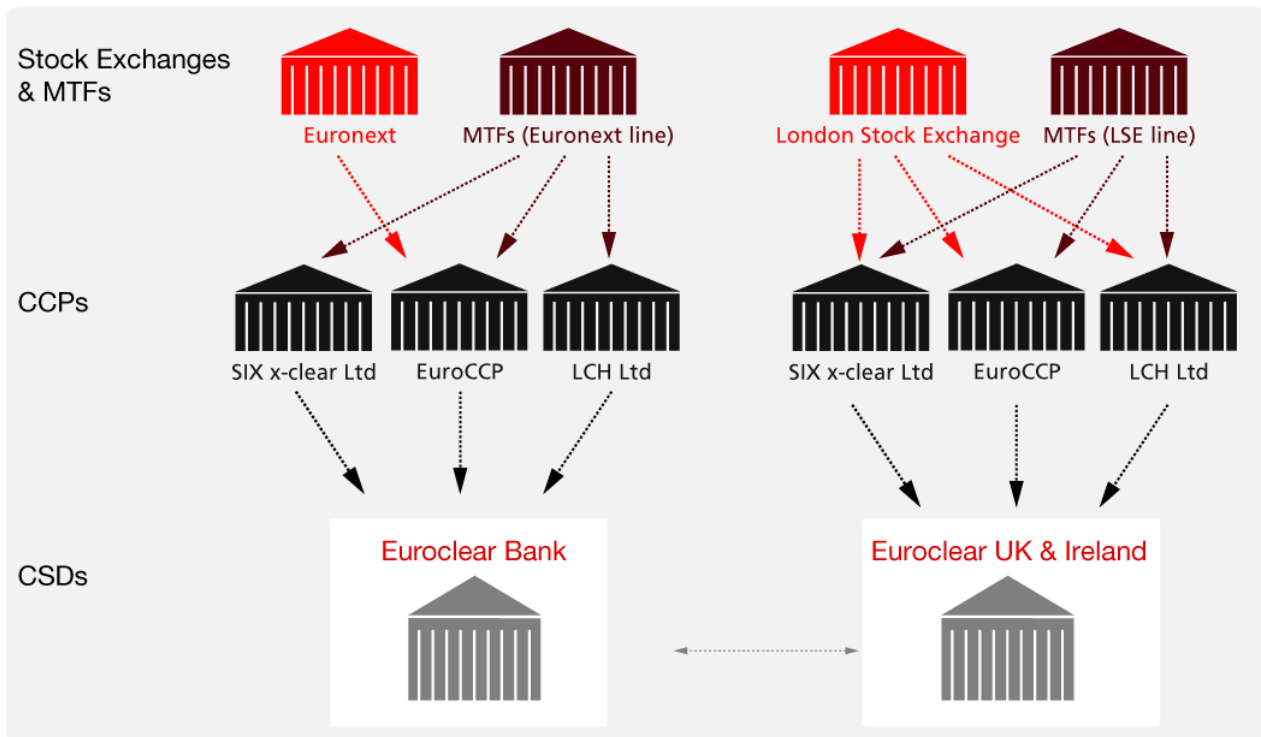 Stock Exchanges
& MTFs
Euronext
MTFs (Euronext line)
London Stock Exchange
MTFs (LSE line)
CCPs
SIX x-clear Ltd
EuroCCP
LCH Ltd
SIX x-clear Ltd
EuroCCP
LCH Ltd
CSDs
Euroclear Bank
Euroclear UK & Ireland